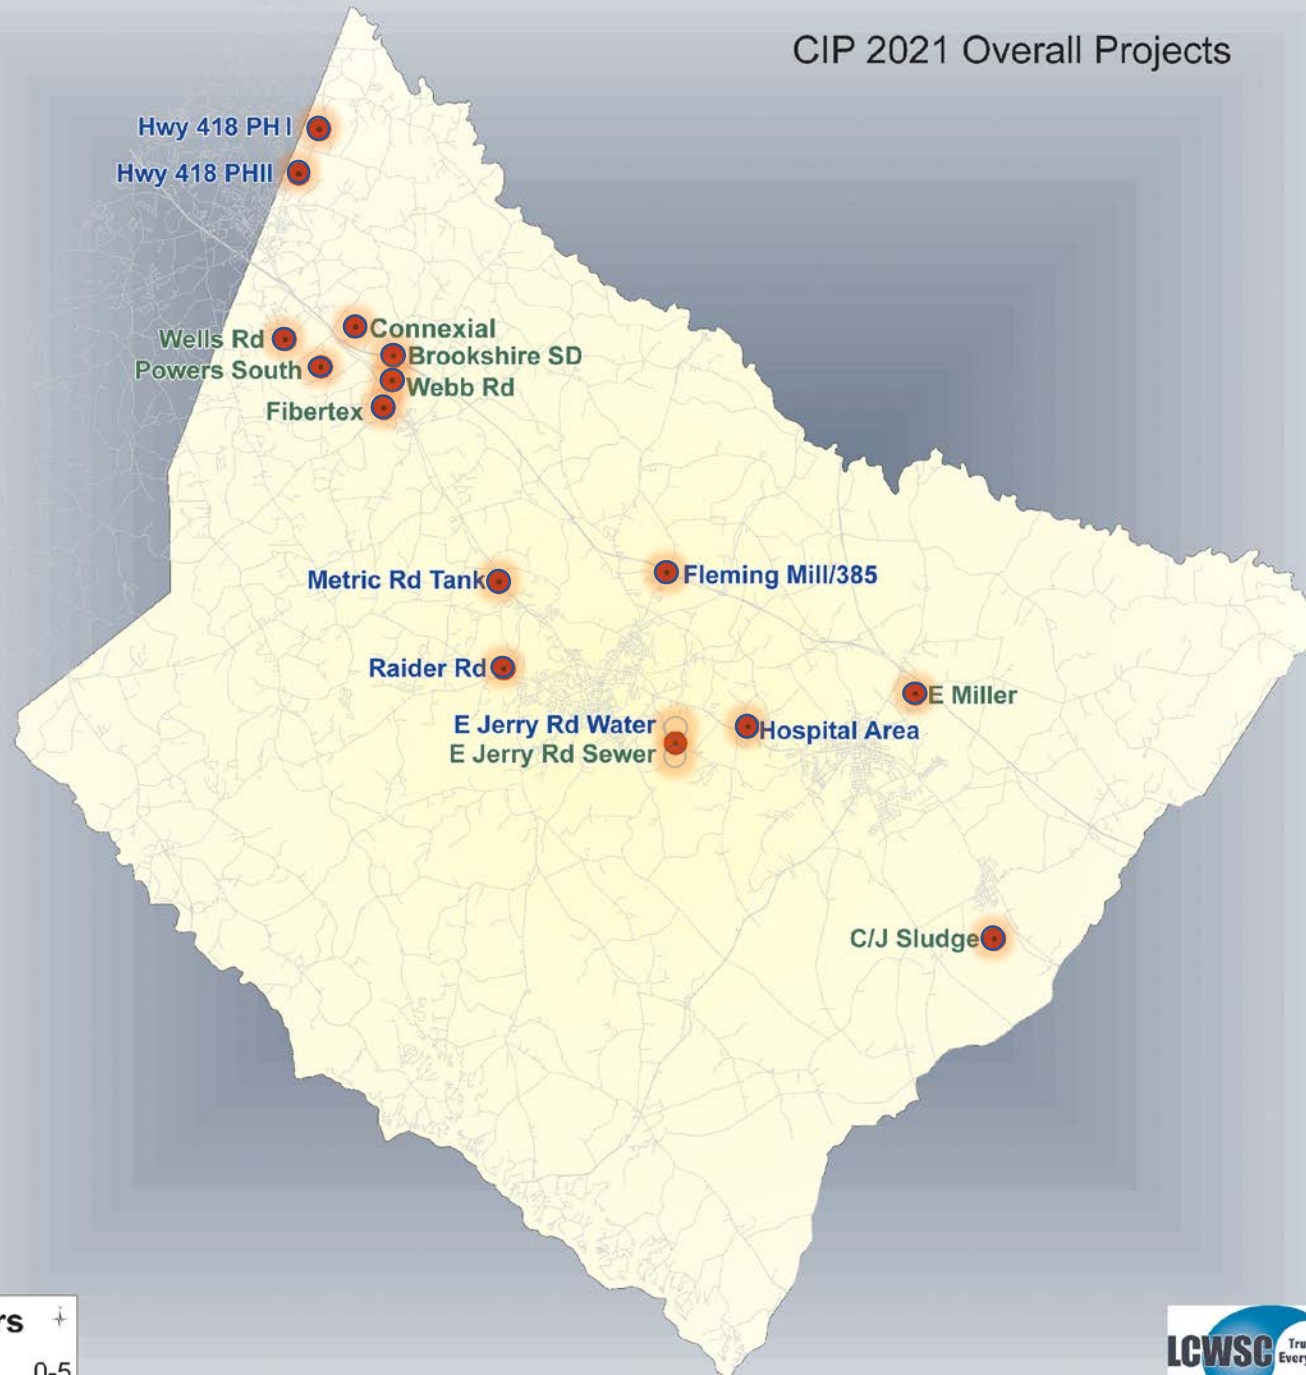 CIP 2021 Overall Projects
Hwy 418 PH I
Hwy 418 PHII
Connexial
Wells Rd
Brookshire SD
Powers South
Webb Rd
Fibertex
Metric Rd Tank
Fleming Mill/385
Raider Rd
E Miller
E Jerry Rd Water
Hospital Area
E Jerry Rd Sewer
C/J Sludge
0-5
LCWSC